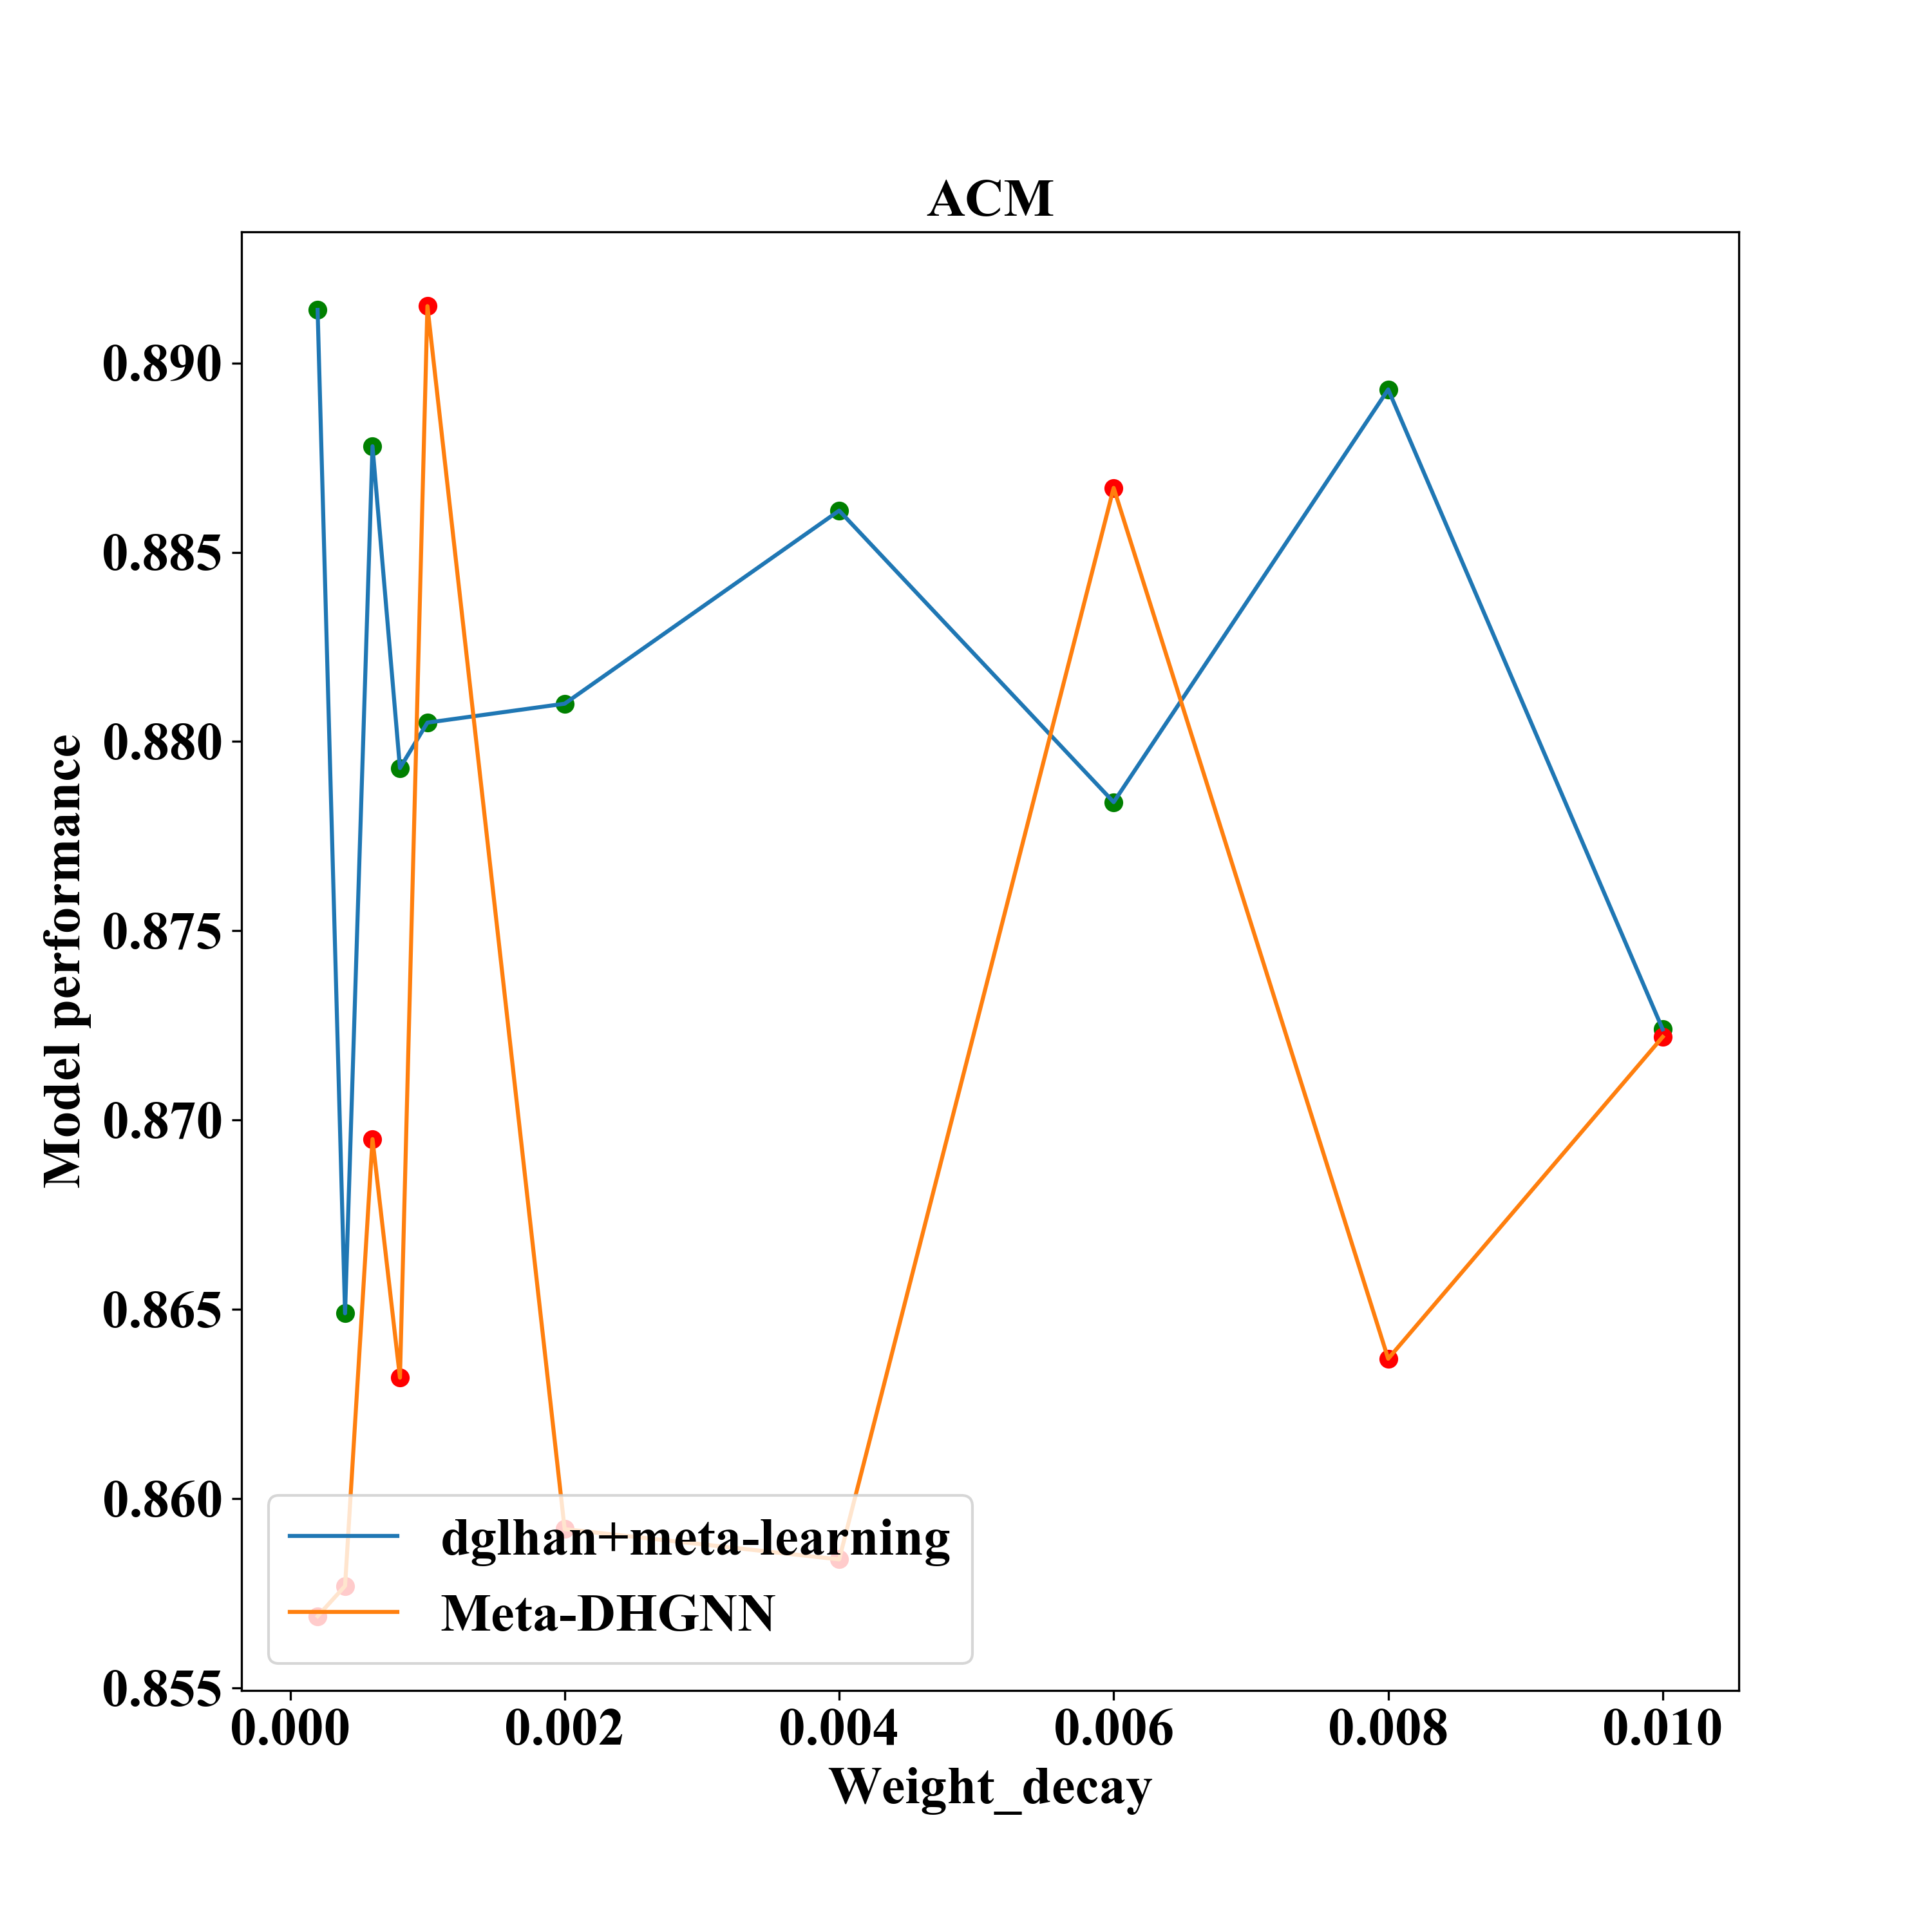 ACM
0.890
0.885
0.880
0.875
0.870
0.865
0.860
0.855
Model performance
dglhan+meta-learning
Meta-DHGNN
0.000 0.002 0.004 0.006 0.008 0.010
Weight_decay